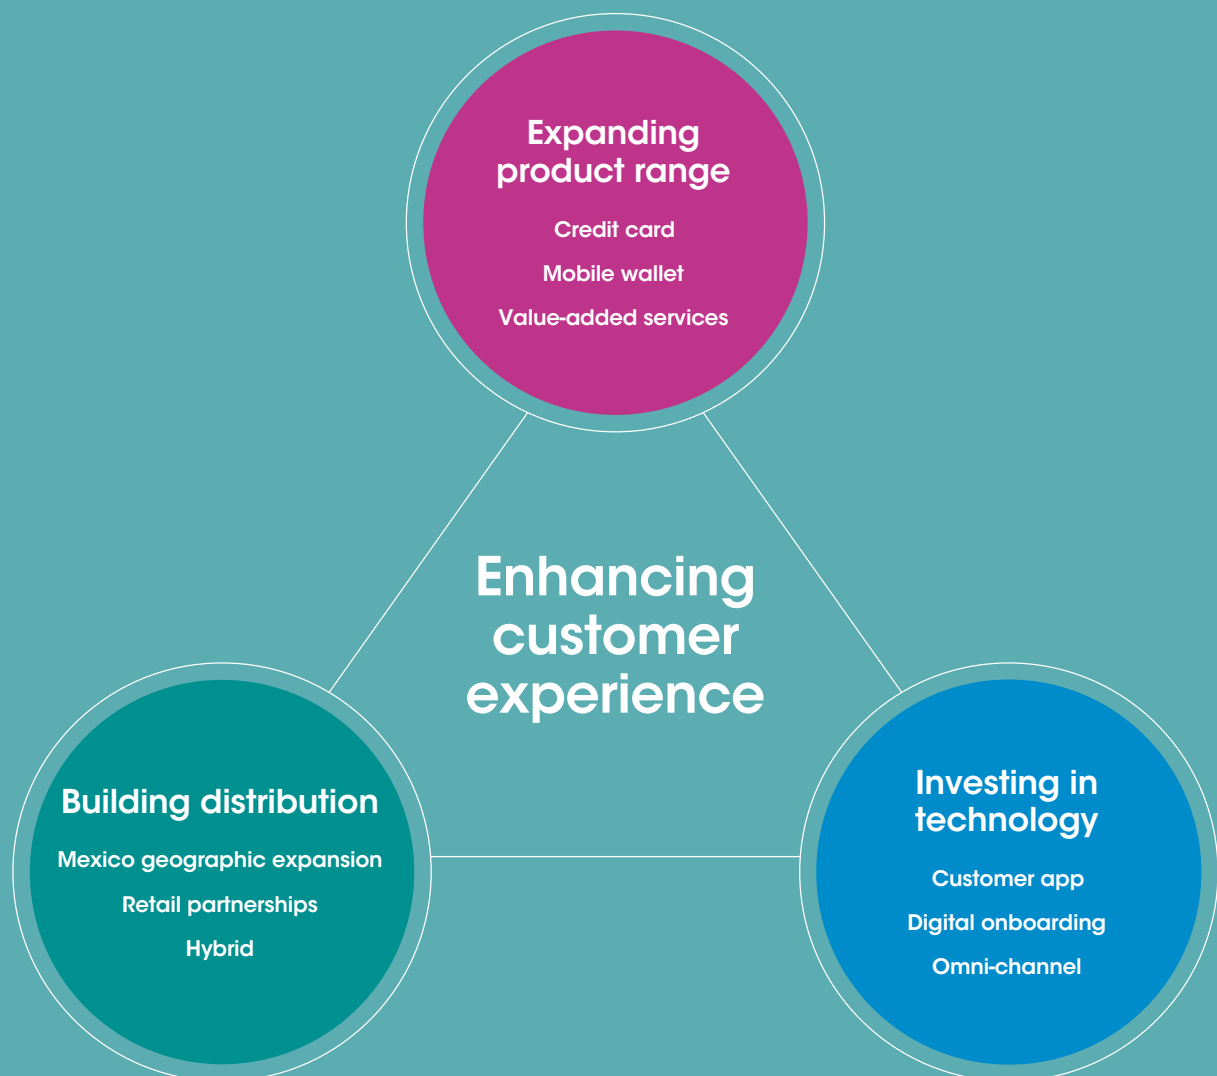 Expanding
product range
Credit card
Mobile wallet
Value-added services
Enhancing
customer
experience
Building distribution
Mexico geographic expansion
Retail partnerships
Hybrid
Investing in
technology
Customer app
Digital onboarding
Omni-channel